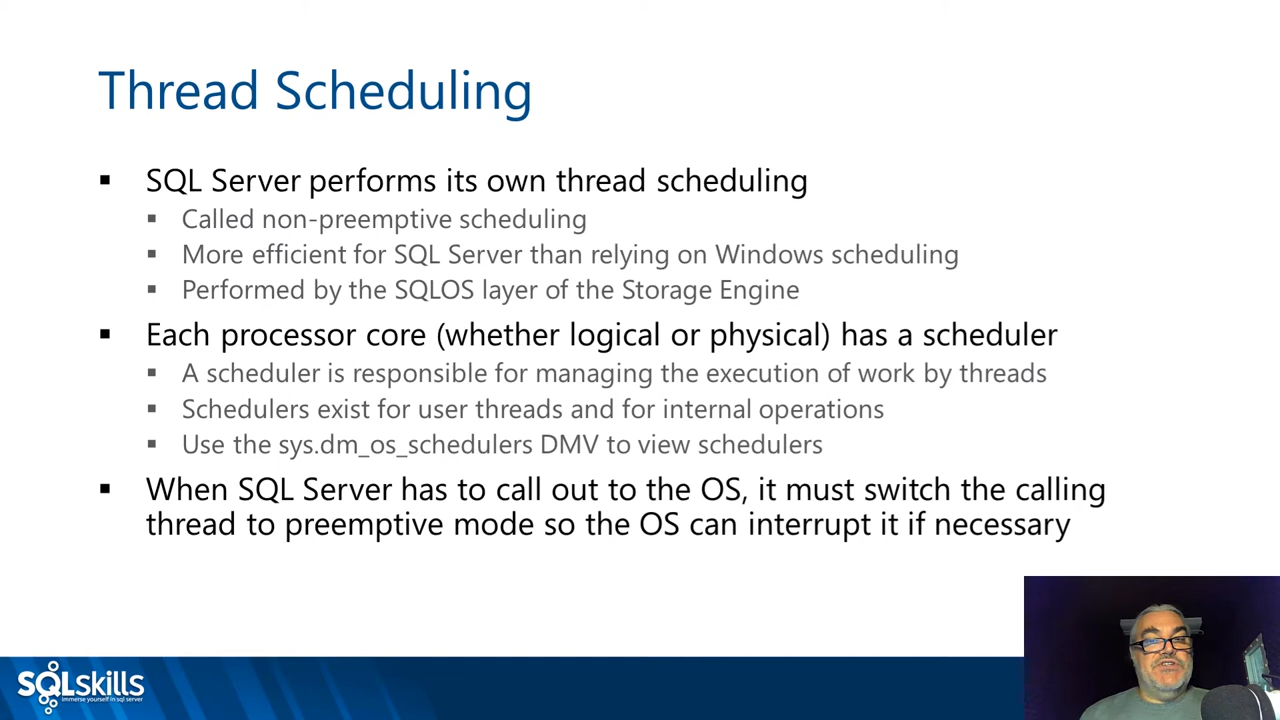 Thread Scheduling
▪ SQL Server performs its own thread scheduling
▪ Called non-preemptive scheduling
▪ More efficient for SQL Server than relying on Windows scheduling
▪ Performed by the SQLOS layer of the Storage Engine
▪ Each processor core (whether logical or physical) has a scheduler
▪ A scheduler is responsible for managing the execution of work by threads
▪ Schedulers exist for user threads and for internal operations
▪ Use the sys.dm_os_schedulers DMV to view schedulers
▪ When SQL Server has to call out to the OS, it must switch the calling
thread to preemptive mode so the OS can interrupt it if necessary
SQLskills
immerse yourself in sql server